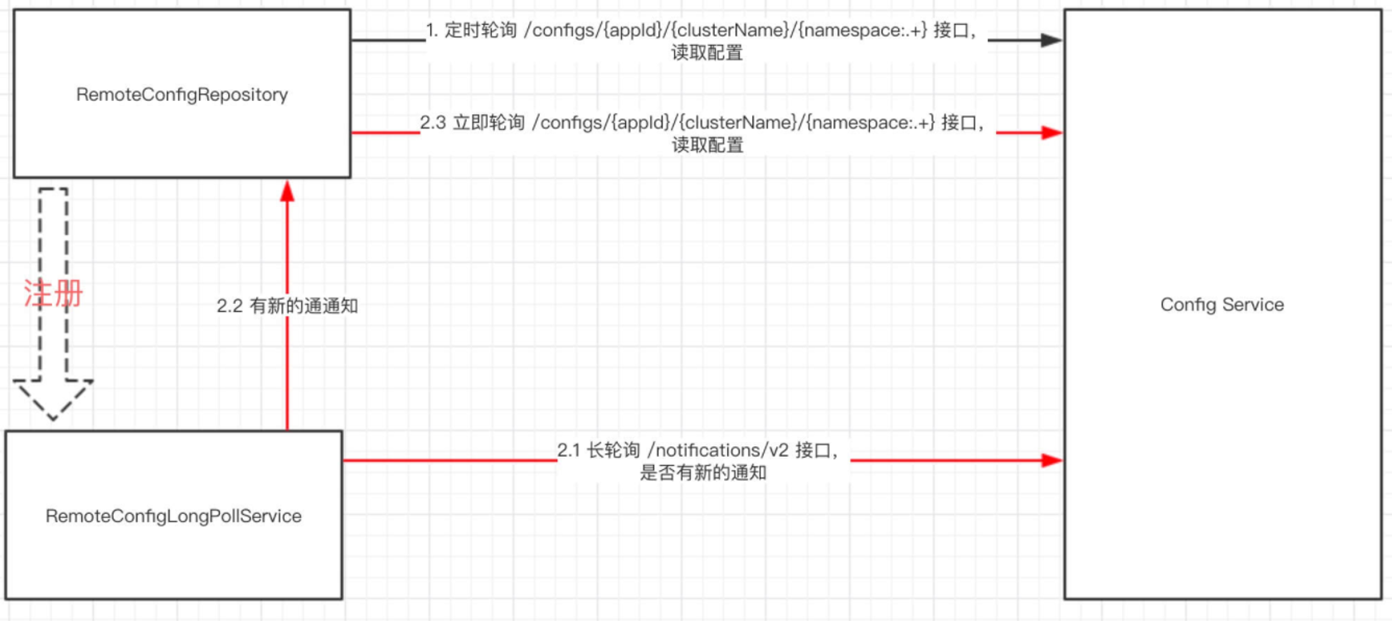 1. 定时轮询 /configs/{appId}/{clusterName}/{namespace:.+} 接口，
读取配置
RemoteConfigRepository
2.3 立即轮询 /configs/{appId}/{clusterName}/{namespace:.+} 接口，
读取配置
注册
2.2 有新的通通知
Config Service
2.1 长轮询 /notifications/v2 接口，
是否有新的通知
RemoteConfigLongPollService